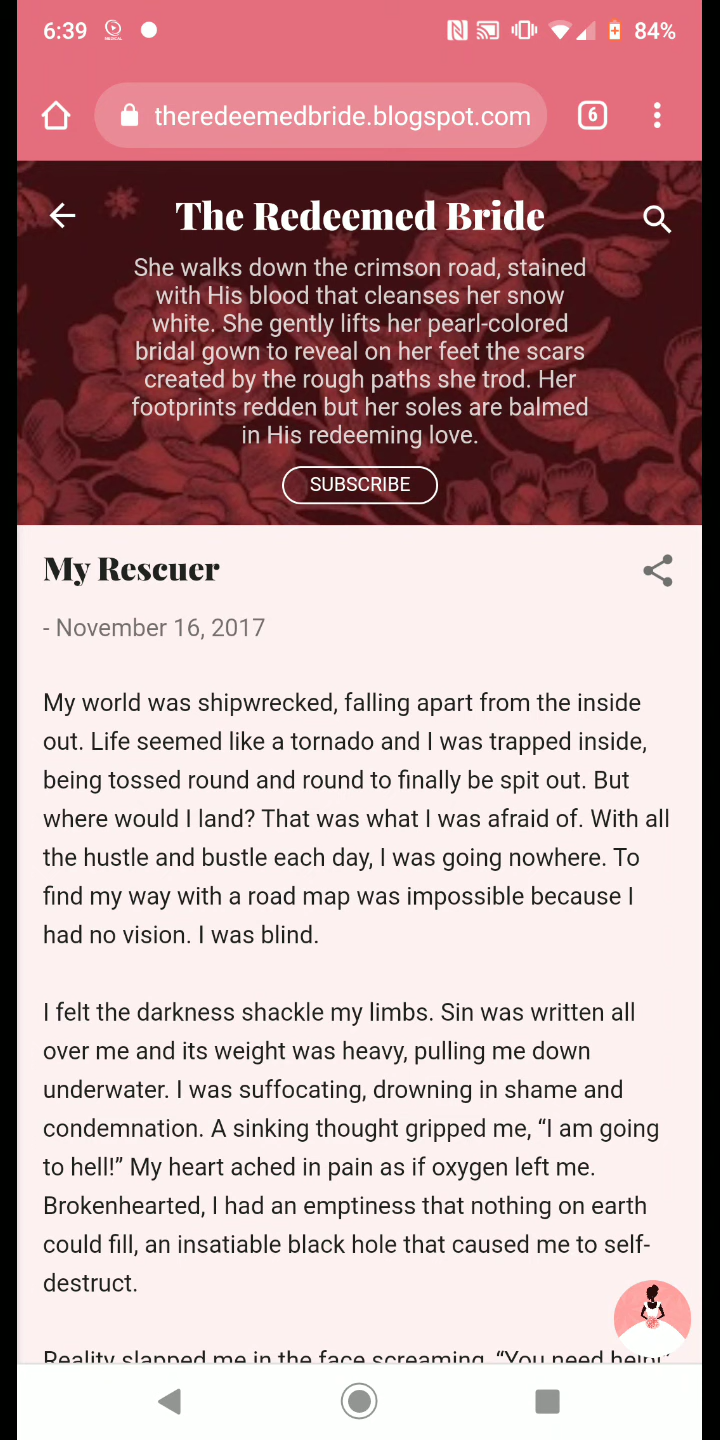 6:39
84%
theredeemedbride.blogspot.com
6
The Redeemed Bride
She walks down the crimson road, stained
with His blood that cleanses her snow
white. She gently lifts her pearl-colored
bridal gown to reveal on her feet the scars
created by the rough paths she trod. Her
footprints redden but her soles are balmed
in His redeeming love.
SUBSCRIBE
My Rescuer
- November 16, 2017
My world was shipwrecked, falling apart from the inside
out. Life seemed like a tornado and I was trapped inside,
being tossed round and round to finally be spit out. But
where would I land? That was what I was afraid of. With all
the hustle and bustle each day, I was going nowhere. To
find my way with a road map was impossible because I
had no vision. I was blind.
I felt the darkness shackle my limbs. Sin was written all
over me and its weight was heavy, pulling me down
underwater. I was suffocating, drowning in shame and
condemnation. A sinking thought gripped me, “I am going
to hell!” My heart ached in pain as if oxygen left me.
Brokenhearted, I had an emptiness that nothing on earth
could fill, an insatiable black hole that caused me to self-
destruct.
Reality slapped me in the face screaming, “You need help!”